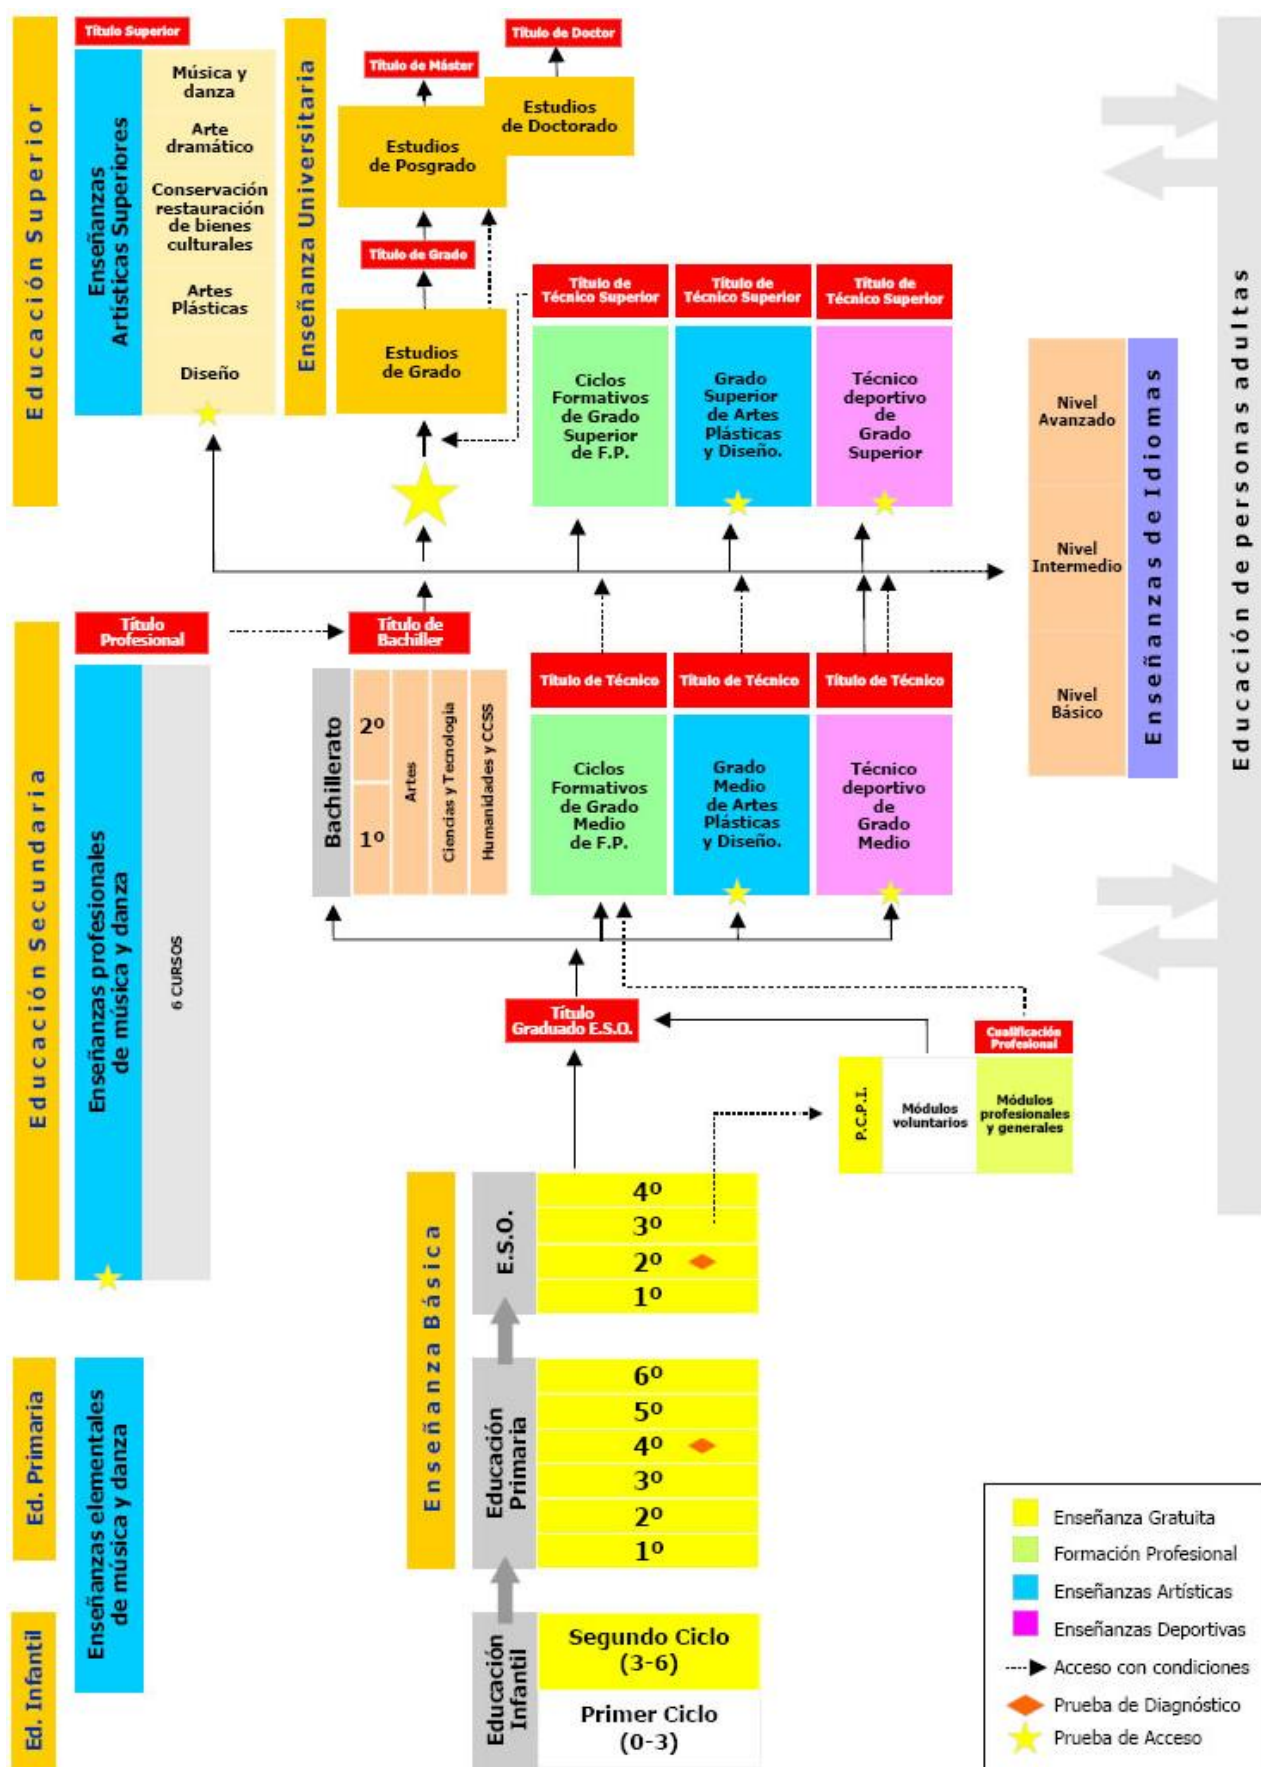 Educación Superior
Título Superior
Enseñanzas
Artísticas Superiores
Música y
danza
Arte
dramático
Conservación
restauración
de bienes
culturales
Artes
Plásticas
Diseño
Enseñanza Universitaria
Título de Doctor
Título de Máster
Estudios
de Doctorado
Estudios
de Posgrado
Título de Grado
Estudios
de Grado
Título de
Técnico Superior
Título de
Técnico Superior
Título de
Técnico Superior
Ciclos
Formativos
de Grado
Superior
de F.P.
Grado
Superior
de Artes
Plásticas
y Diseño.
Técnico
deportivo
de
Grado
Superior
Nivel
Avanzado
Nivel
Intermedio
Nivel
Básico
Enseñanzas de Idiomas
Educación de personas adultas
Educación Secundaria
Título
Profesional
Enseñanzas profesionales
de música y danza
6 CURSOS
Título de
Bachiller
Bachillerato
2º
1º
Artes
Ciencias y Tecnología
Humanidades y CCSS
Título de Técnico
Título de Técnico
Título de Técnico
Ciclos
Formativos
de Grado
Medio
de F.P.
Grado
Medio
de Artes
Plásticas
y Diseño.
Técnico
deportivo
de
Grado
Medio
Título
Graduado E.S.O.
Cualificación
Profesional
P.C.P.I.
Módulos
voluntarios
Módulos
profesionales
y generales
Enseñanza Básica
E.S.O.
4º
3º
2º
1º
Ed. Primaria
Enseñanzas elementales
de música y danza
Educación
Primaria
6º
5º
4º
3º
2º
1º
Ed. Infantil
Educación
Infantil
Segundo Ciclo
(3-6)
Primer Ciclo
(0-3)
Enseñanza Gratuita
Formación Profesional
Enseñanzas Artísticas
Enseñanzas Deportivas
Acceso con condiciones
Prueba de Diagnóstico
Prueba de Acceso